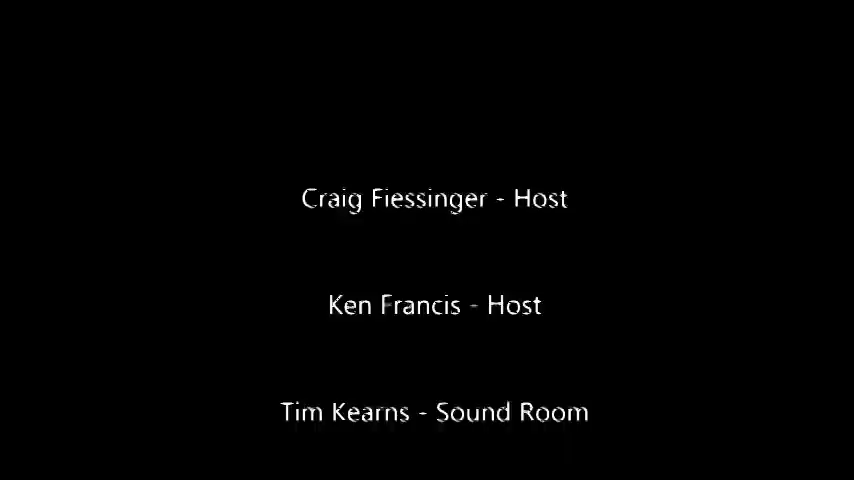 Craig Fiessinger - Host
Ken Francis - Host
Tim Kearns - Sound Room